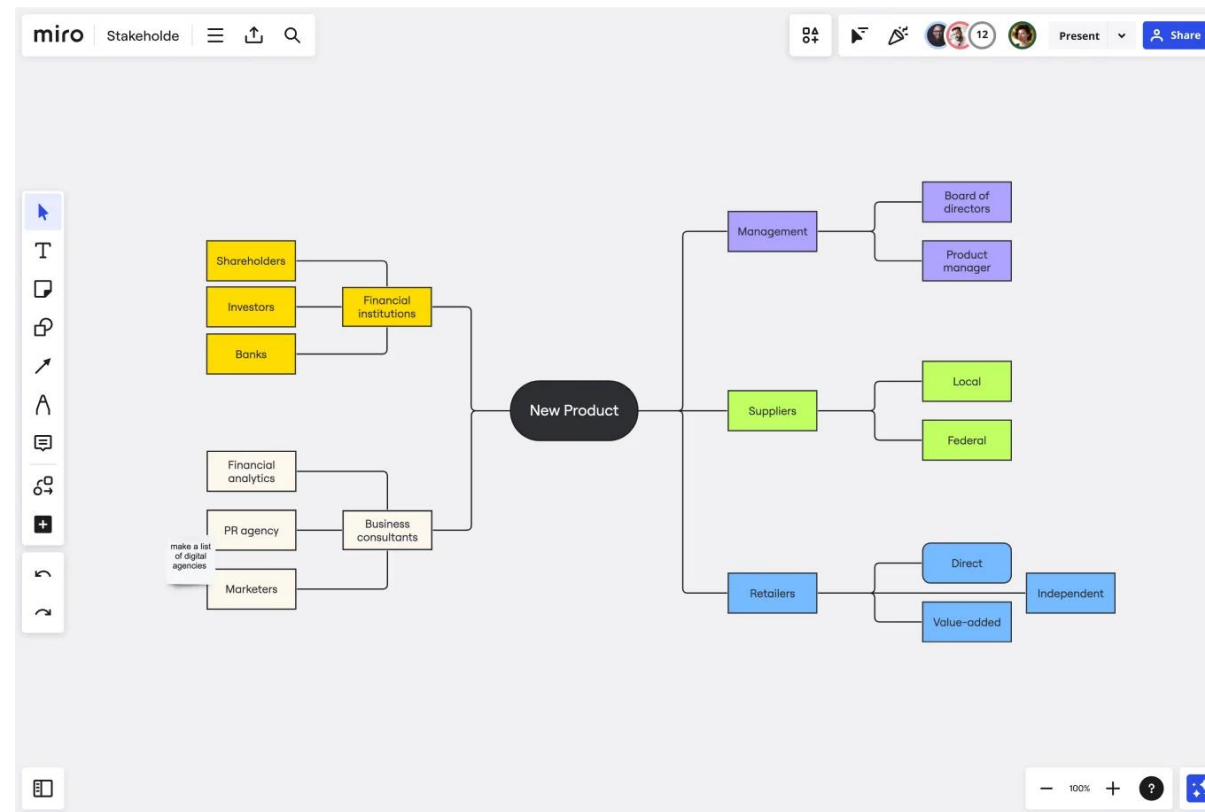 miro
Stakeholde
12
Present
Share
Board of
directors
Management
Product
manager
Shareholders
Investors
Financial
institutions
Banks
New Product
Local
Suppliers
Federal
Financial
analytics
PR agency
Business
consultants
make a list
of digital
agencies
Marketers
Direct
Retailers
Independent
Value-added
100%
?